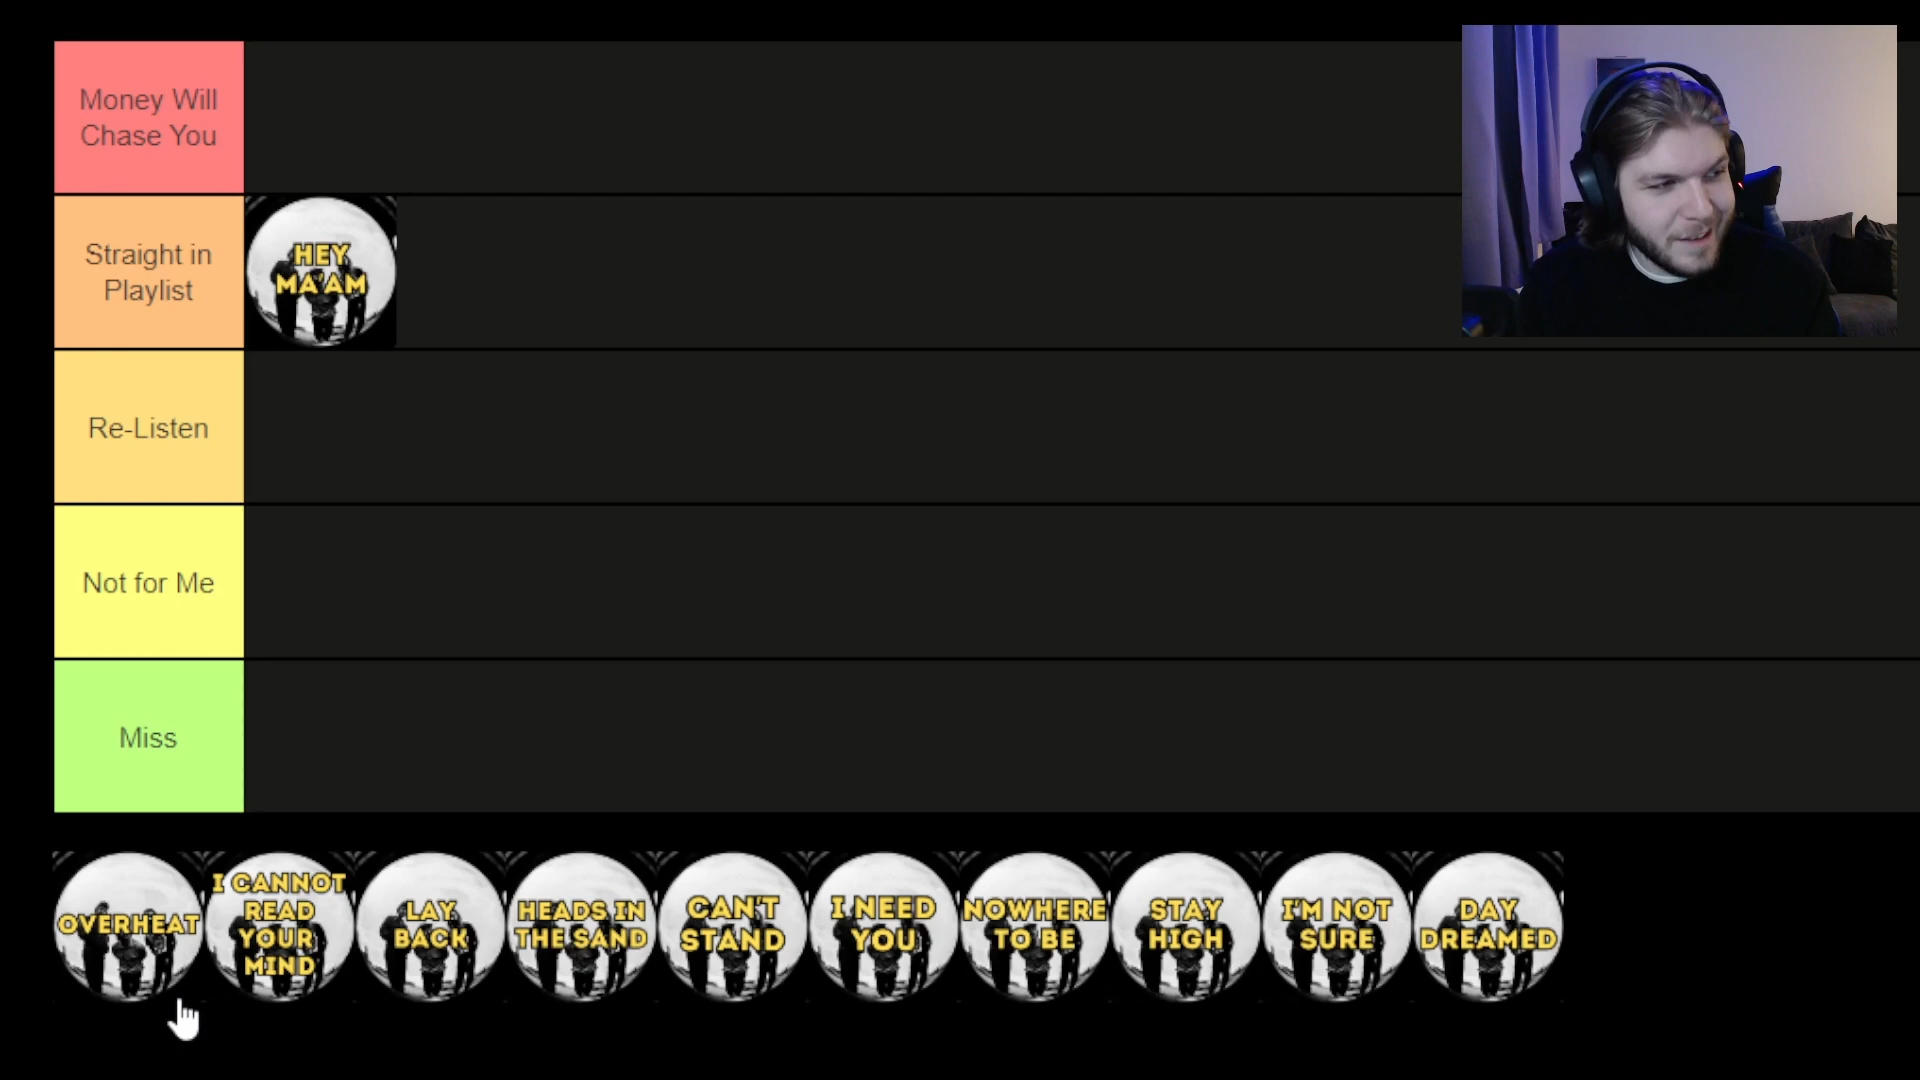 Money Will
Chase You
Straight in
Playlist
HEY
MA'AM
Re-Listen
Not for Me
Miss
OVERHEAT
I CANNOT
READ
YOUR
MIND
LAY
BACK
HEADS IN
THE SAND
CAN'T
STAND
I NEED
YOU
NOWHERE
TO BE
STAY
HIGH
I'M NOT
SURE
DAY
DREAMED